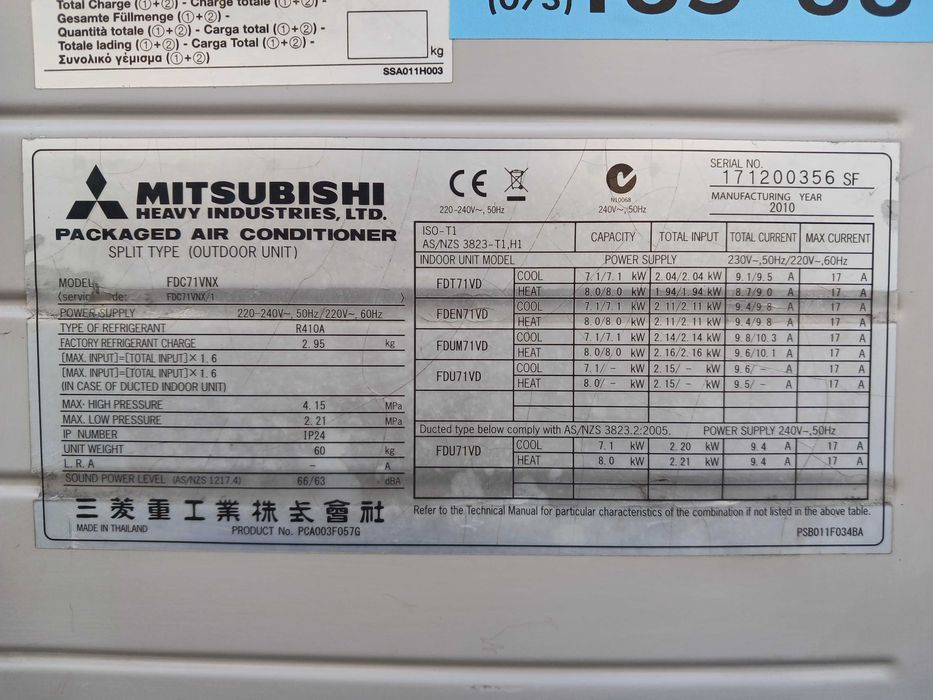 Total Charge (①+②) - Charge totale (①+②) -
Gesamte Füllmenge (①+②) -
Quantità totale (①+②) - Carga total (①+②) -
Totale lading (①+②) - Carga Total (①+②) -
Συνολικό γέμισμα (①+②)
kg
SSA011H003
MITSUBISHI
HEAVY INDUSTRIES, LTD.
PACKAGED AIR CONDITIONER
SPLIT TYPE (OUTDOOR UNIT)
CE
220-240V~, 50Hz
N10068
240V~, 50Hz
SERIAL NO.
171200356 SF
MANUFACTURING YEAR
2010
MODEL FDC71VNX
de: FDC71VNX/1 )
POWER SUPPLY 220-240V~, 50Hz/220V~, 60Hz
TYPE OF REFRIGERANT R410A
FACTORY REFRIGERANT CHARGE 2.95 kg
[MAX. INPUT]=[TOTAL INPUT]×1.6
[MAX. INPUT]=[TOTAL INPUT]×1.6
(IN CASE OF DUCTED INDOOR UNIT)
MAX. HIGH PRESSURE 4.15 MPa
MAX. LOW PRESSURE 2.21 MPa
IP NUMBER IP24
UNIT WEIGHT 60 kg
L.R.A – A
SOUND POWER LEVEL (AS/NZS 1217.4) 66/63 dBA
三菱重工業株式會社
MADE IN THAILAND
PRODUCT No. PCA003F057G
ISO-T1
AS/NZS 3823-T1,H1 CAPACITY TOTAL INPUT TOTAL CURRENT MAX CURRENT
INDOOR UNIT MODEL POWER SUPPLY 230V~,50Hz/220V~,60Hz
FDT71VD COOL 7.1/7.1 kW 2.04/2.04 kW 9.1/9.5 A 17 A
HEAT 8.0/8.0 kW 1.94/1.94 kW 8.7/9.0 A 17 A
FDEN71VD COOL 7.1/7.1 kW 2.11/2.11 kW 9.4/9.8 A 17 A
HEAT 8.0/8.0 kW 2.11/2.11 kW 9.4/9.8 A 17 A
FDUM71VD COOL 7.1/7.1 kW 2.14/2.14 kW 9.8/10.3 A 17 A
HEAT 8.0/8.0 kW 2.16/2.16 kW 9.6/10.1 A 17 A
FDU71VD COOL 7.1/ – kW 2.15/ – kW 9.6/ – A 17 A
HEAT 8.0/ – kW 2.15/ – kW 9.5/ – A 17 A
Ducted type below comply with AS/NZS 3823.2:2005. POWER SUPPLY 240V~,50Hz
FDU71VD COOL 7.1 kW 2.20 kW 9.4 A 17 A
HEAT 8.0 kW 2.21 kW 9.4 A 17 A
Refer to the Technical Manual for particular characteristics of the combination if not listed in the above table.
PSB011F034BA